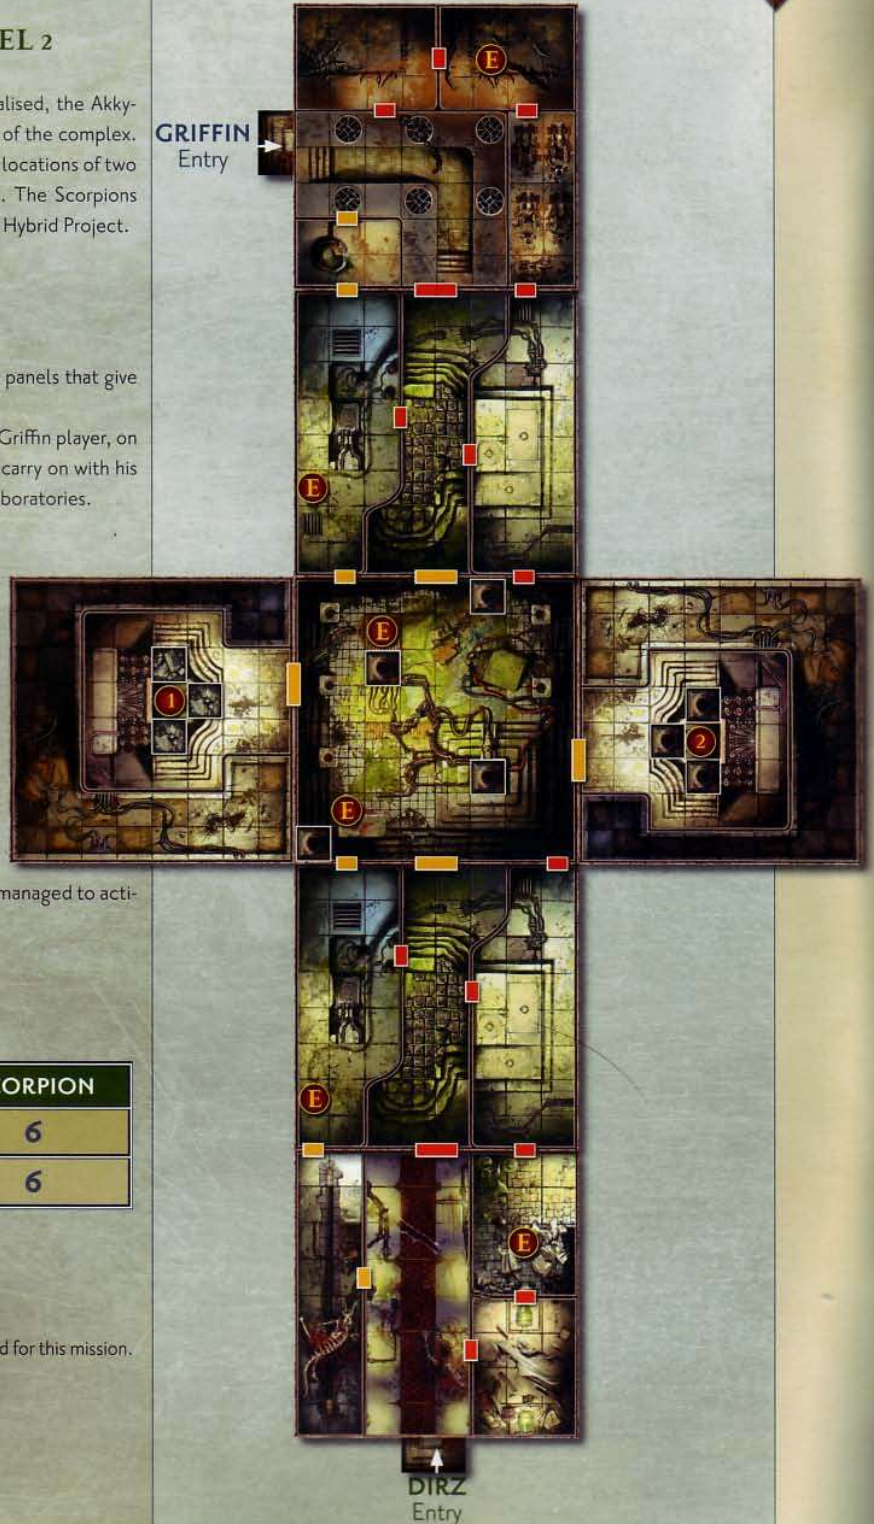 EL 2
alised, the Akky-
of the complex.
locations of two
. The Scorpions
Hybrid Project.
panels that give
Griffin player, on
carry on with his
boratories.
managed to acti-
ORPION
6
6
d for this mission.
GRIFFIN
Entry
E
E
E
E
1
2
E
E
E
DIRZ
Entry